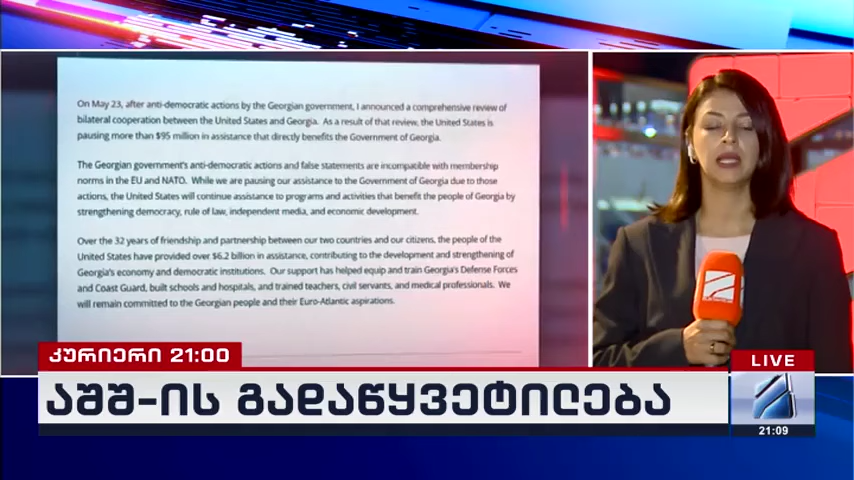 On May 23, after anti-democratic actions by the Georgian government, I announced a comprehensive review of
bilateral cooperation between the United States and Georgia. As a result of that review, the United States is
pausing more than $95 million in assistance that directly benefits the Government of Georgia.
The Georgian government's anti-democratic actions and false statements are incompatible with membership
norms in the EU and NATO. While we are pausing our assistance to the Government of Georgia due to those
actions, the United States will continue assistance to programs and activities that benefit the people of Georgia by
strengthening democracy, rule of law, independent media, and economic development.
Over the 32 years of friendship and partnership between our two countries and our citizens, the people of the
United States have provided over $6.2 billion in assistance, contributing to the development and strengthening of
Georgia's economy and democratic institutions. Our support has helped equip and train Georgia's Defense Forces
and Coast Guard, built schools and hospitals, and trained teachers, civil servants, and medical professionals. We
will remain committed to the Georgian people and their Euro-Atlantic aspirations.
კურიერი 21:00
LIVE
აშშ-ის გადაწყვეტილება
21:09